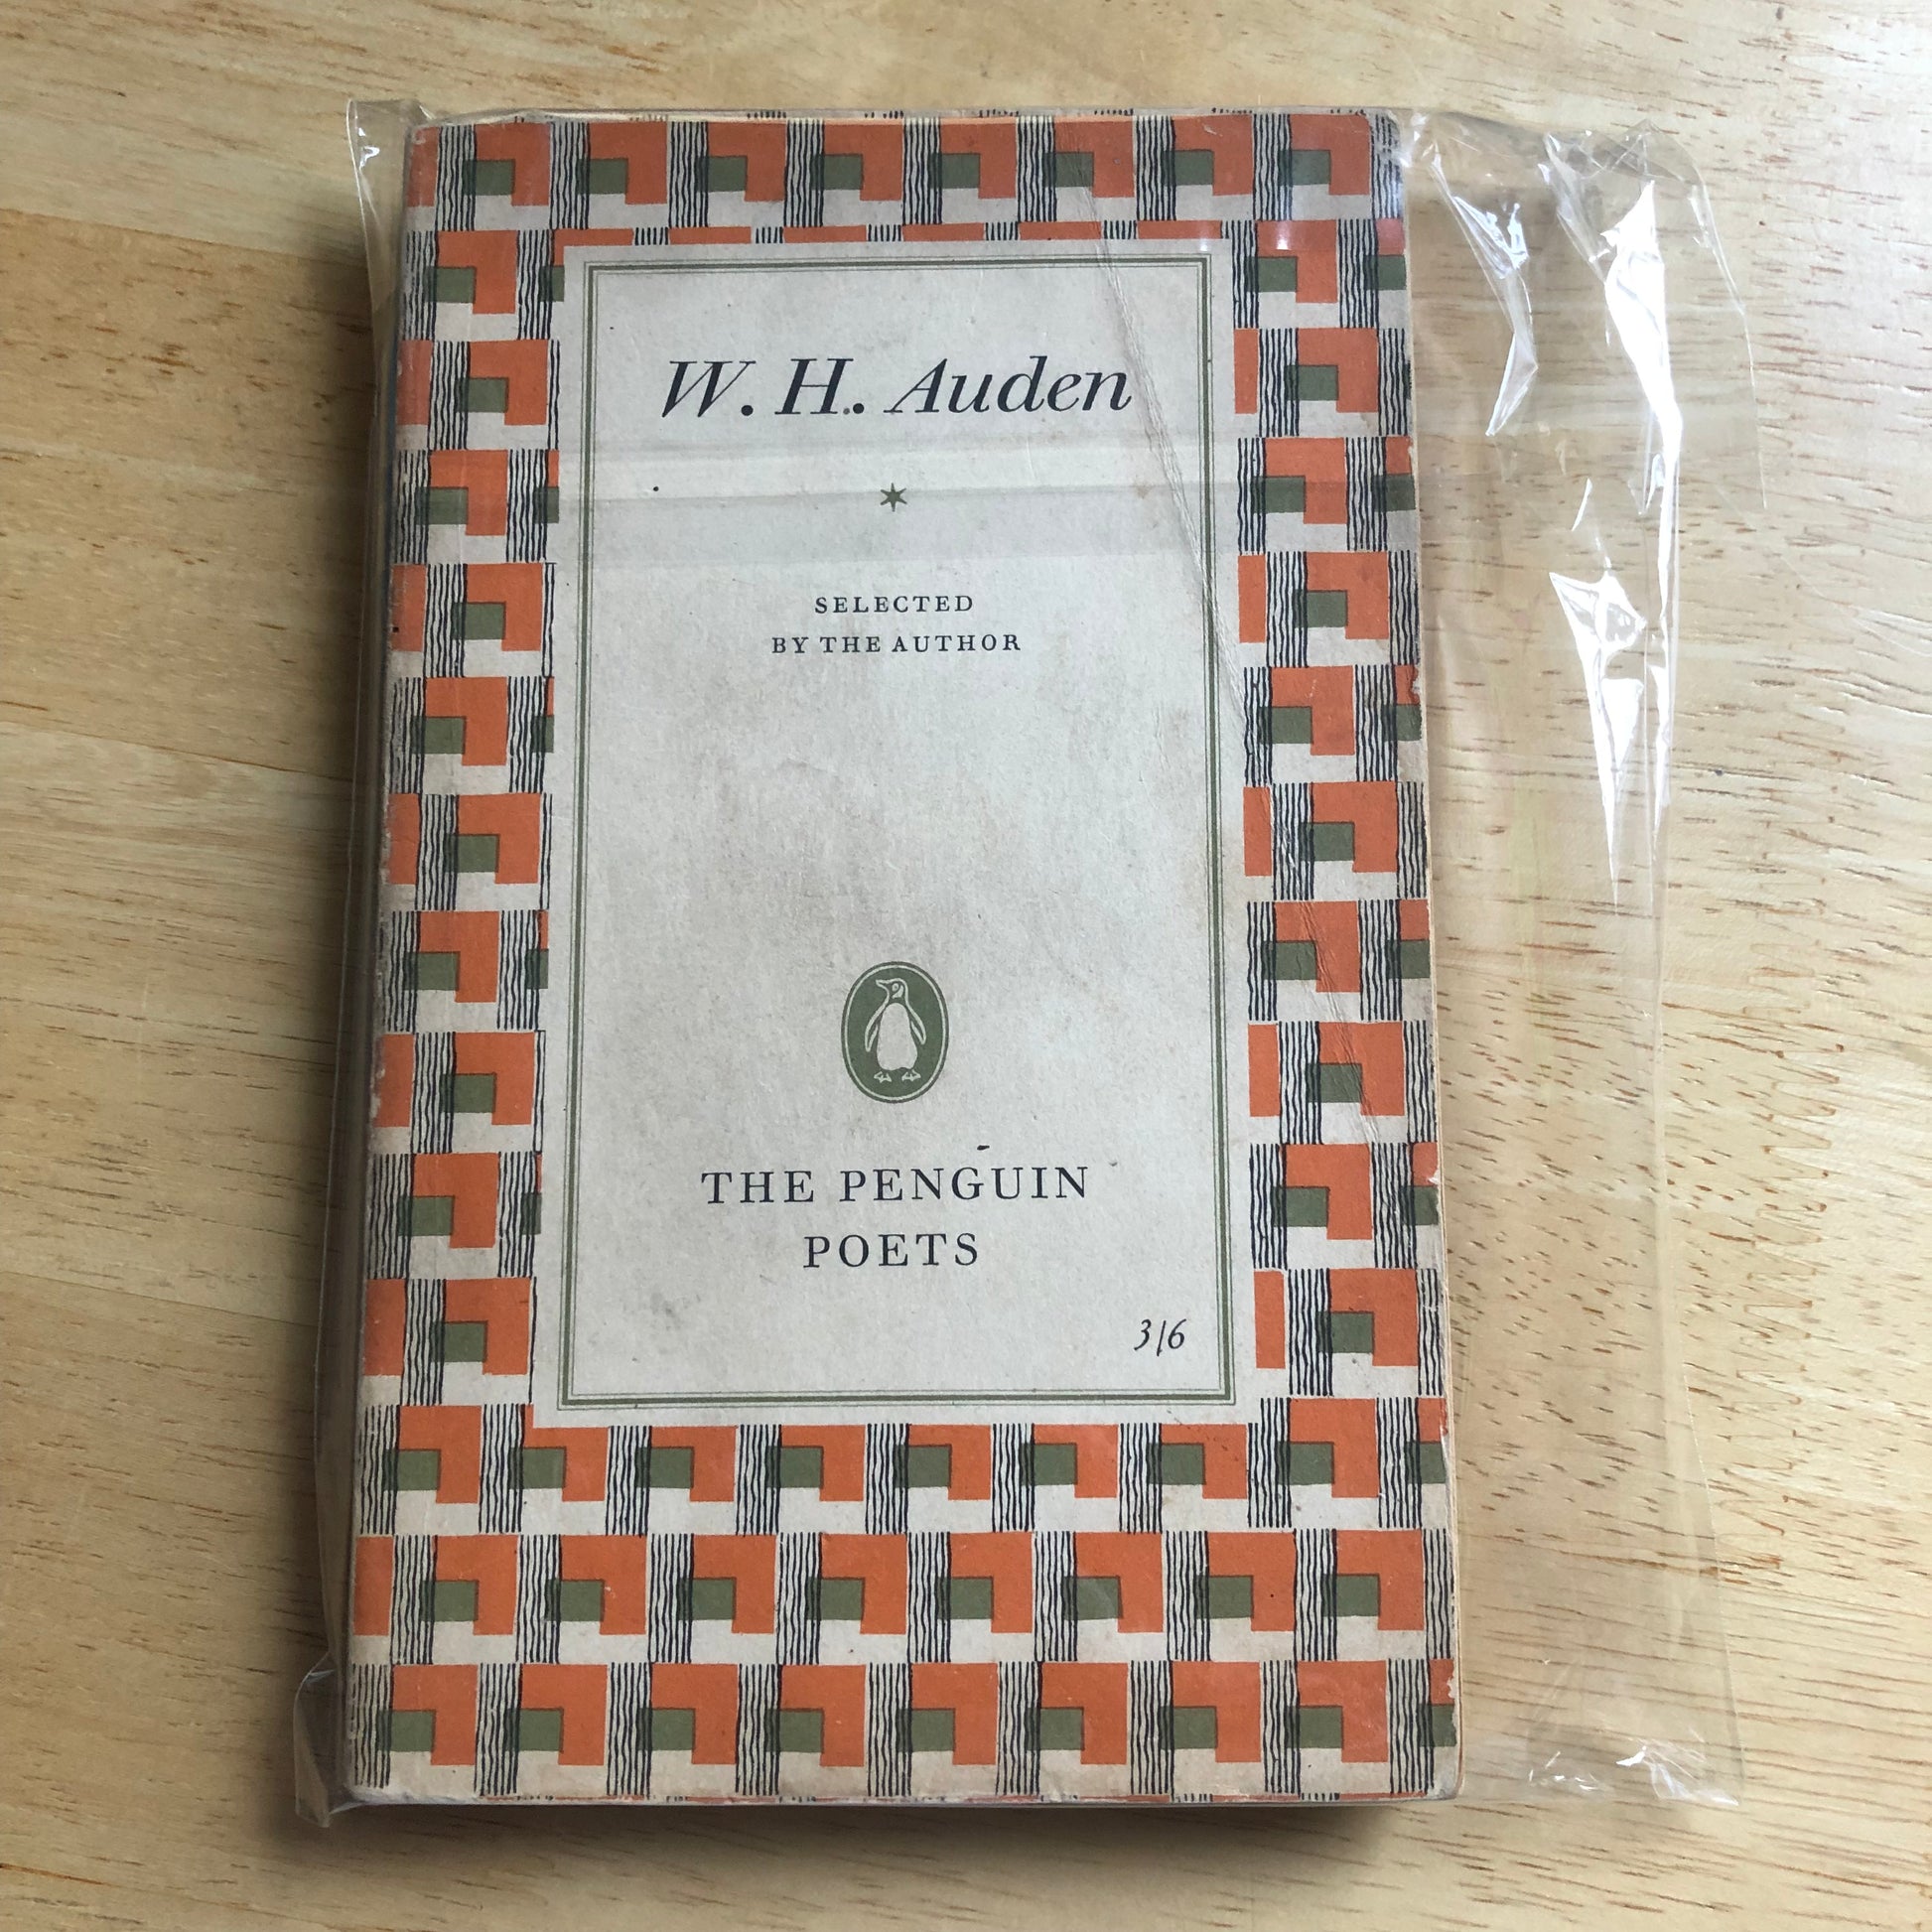 W. H. Auden
SELECTED
BY THE AUTHOR
THE PENGUIN
POETS
3/6